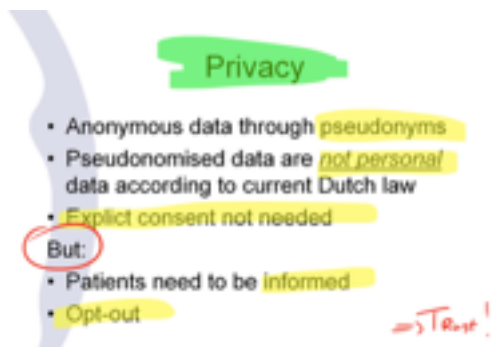 Privacy
• Anonymous data through pseudonyms
• Pseudonomised data are not personal
data according to current Dutch law
• Explict consent not needed
But:
• Patients need to be informed
• Opt-out
=> Trust!